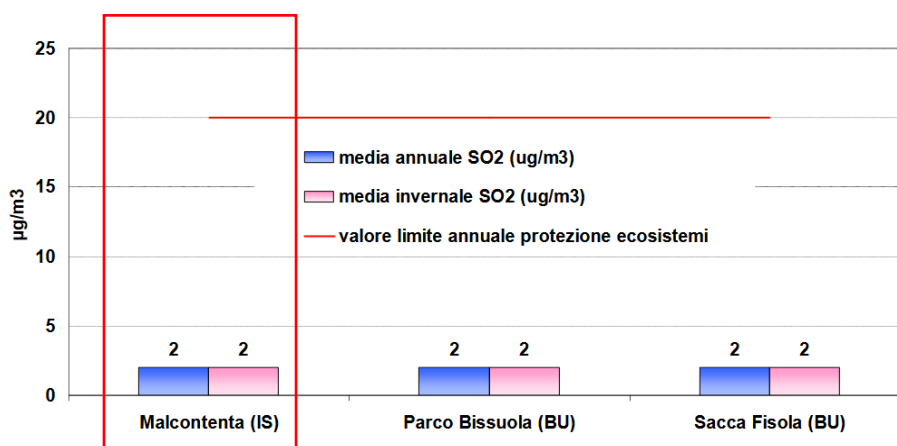 25
20
15
10
5
0
µg/m3
media annuale SO2 (ug/m3)
media invernale SO2 (ug/m3)
valore limite annuale protezione ecosistemi
2 2 2 2 2 2
Malcontenta (IS) Parco Bissuola (BU) Sacca Fisola (BU)